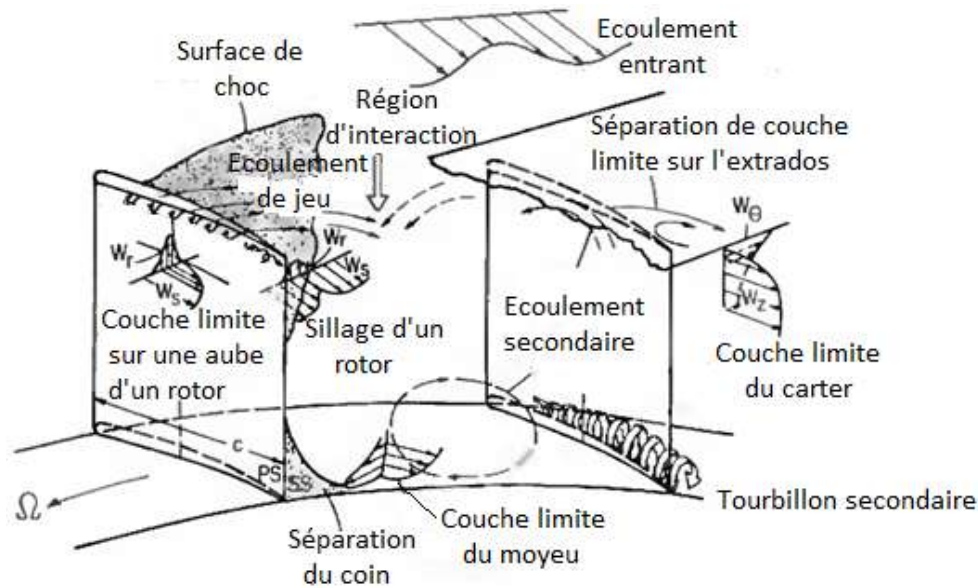 Ecoulement
entrant
Surface de
choc
Région
d'interaction
Séparation de couche
limite sur l'extrados
Ecoulement
de jeu
Wθ
Wr
Ws
Wr
Ws
Wz
Couche limite
sur une aube
d'un rotor
Sillage d'un
rotor
Ecoulement
secondaire
Couche limite
du carter
c
PS
SS
Ω
Tourbillon secondaire
Couche limite
du moyeu
Séparation
du coin